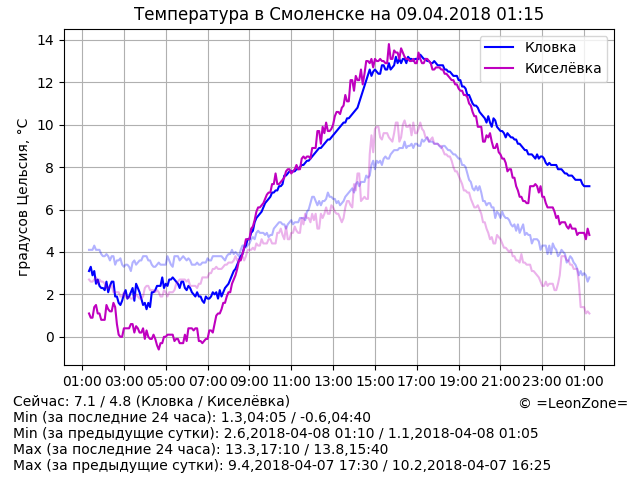 Температура в Смоленске на 09.04.2018 01:15
14
12
10
8
6
4
2
0
градусов Цельсия, °C
Кловка
Киселёвка
01:00 03:00 05:00 07:00 09:00 11:00 13:00 15:00 17:00 19:00 21:00 23:00 01:00
Сейчас: 7.1 / 4.8 (Кловка / Киселёвка)
© =LeonZone=
Min (за последние 24 часа): 1.3,04:05 / -0.6,04:40
Min (за предыдущие сутки): 2.6,2018-04-08 01:10 / 1.1,2018-04-08 01:05
Max (за последние 24 часа): 13.3,17:10 / 13.8,15:40
Max (за предыдущие сутки): 9.4,2018-04-07 17:30 / 10.2,2018-04-07 16:25